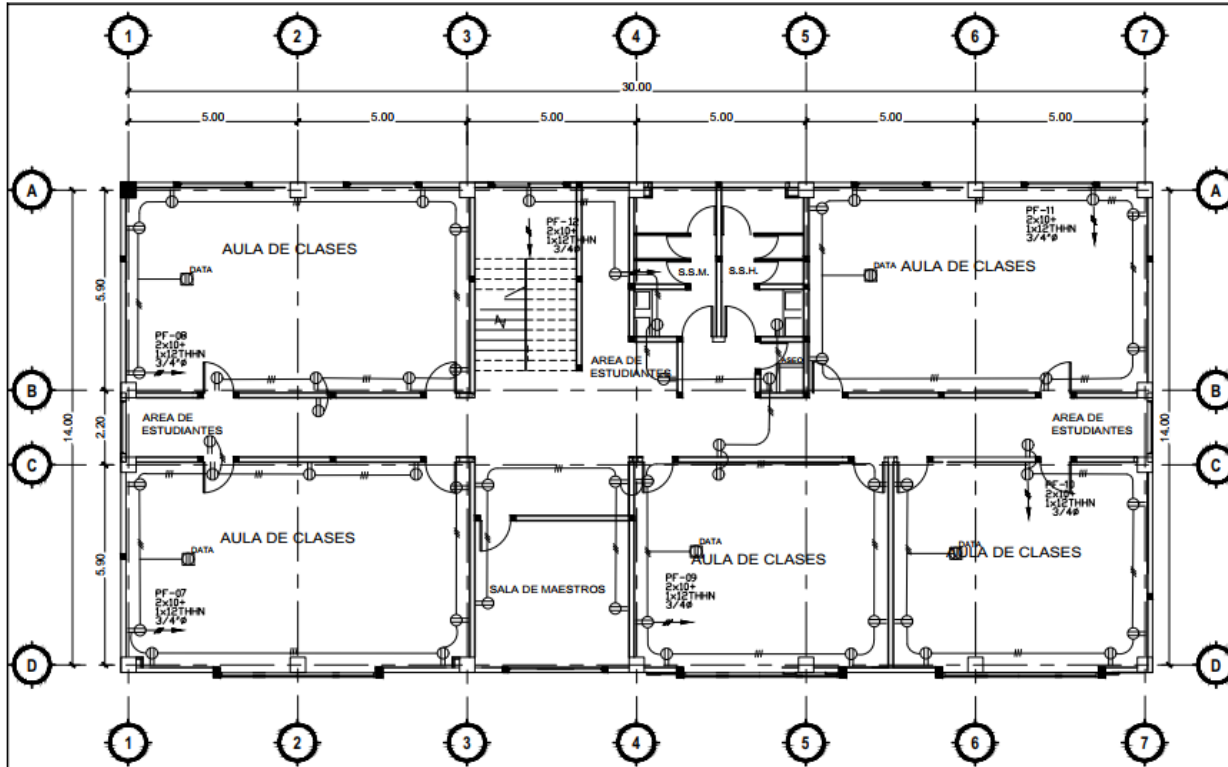 1 2 3 4 5 6 7
30.00
5.00 5.00 5.00 5.00 5.00 5.00
A A
PF-12
2x10+
1x12THHN
3/4ø
PF-11
2x10+
1x12THHN
3/4"ø
AULA DE CLASES
S.S.M. S.S.H.
DATA
AULA DE CLASES
DATA
5.90
N
PF-08
2x10+
1x12THHN
3/4"ø
AREA DE
ESTUDIANTES
ASEO
B B
AREA DE
ESTUDIANTES
AREA DE
ESTUDIANTES
14.00 2.20 14.00
C C
PF-10
2x10+
1x12THHN
3/4ø
AULA DE CLASES
DATA
DATA
AULA DE CLASES
DATA
AULA DE CLASES
5.90
SALA DE MAESTROS
PF-07
2x10+
1x12THHN
3/4"ø
PF-09
2x10+
1x12THHN
3/4ø
D D
1 2 3 4 5 6 7